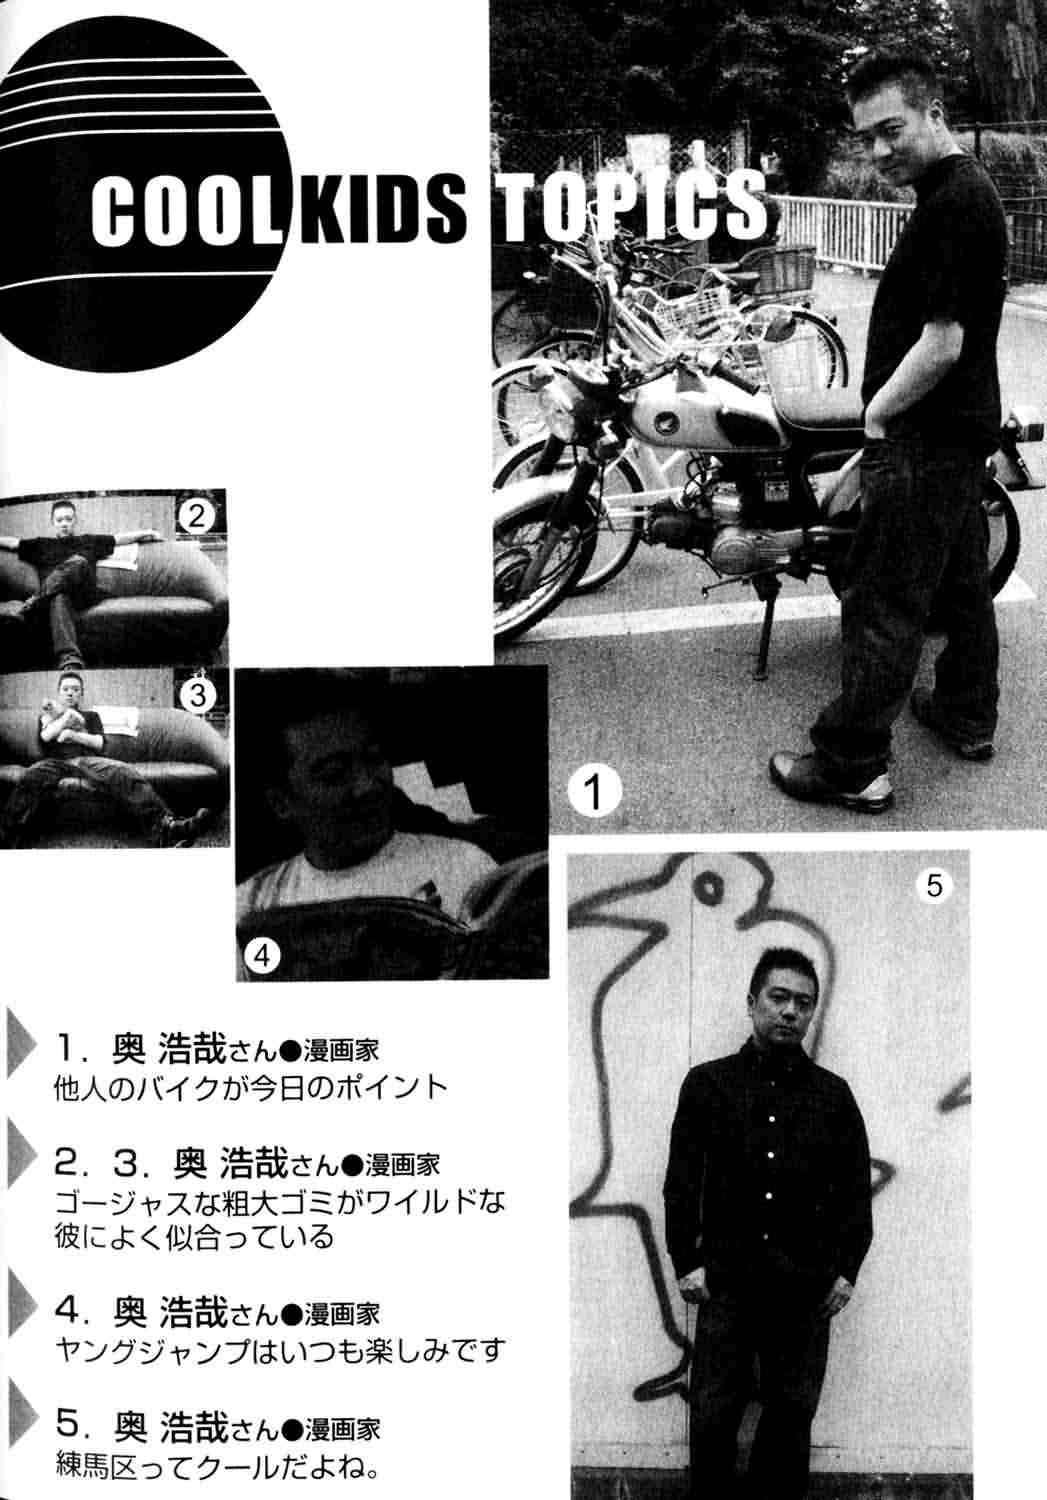 COOL KIDS TOPICS
1
2
3
4
5
1. 奥 浩哉さん●漫画家
他人のバイクが今日のポイント
2. 3. 奥 浩哉さん●漫画家
ゴージャスな粗大ゴミがワイルドな
彼によく似合っている
4. 奥 浩哉さん●漫画家
ヤングジャンプはいつも楽しみです
5. 奥 浩哉さん●漫画家
練馬区ってクールだよね。